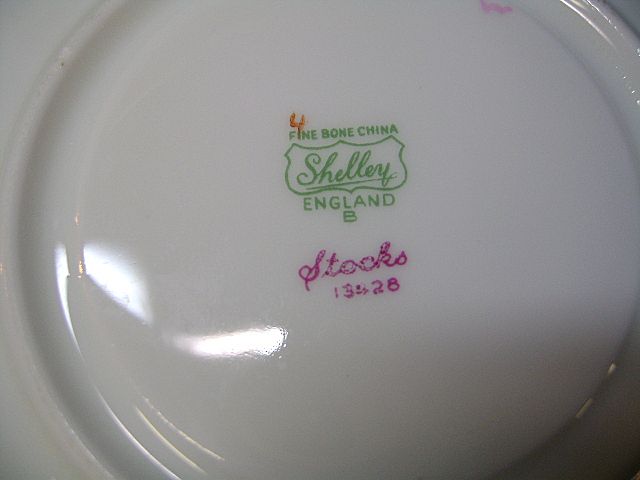 4
FINE BONE CHINA
Shelley
ENGLAND
B
Stocks
13428